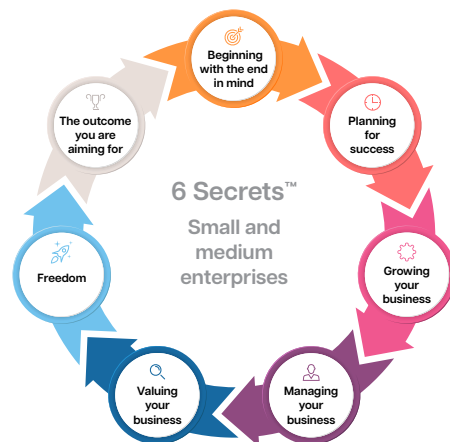 Beginning
with the end
in mind
Planning
for
success
Growing
your
business
Managing
your
business
Valuing
your
business
Freedom
The outcome
you are
aiming for
6 Secrets™
Small and
medium
enterprises